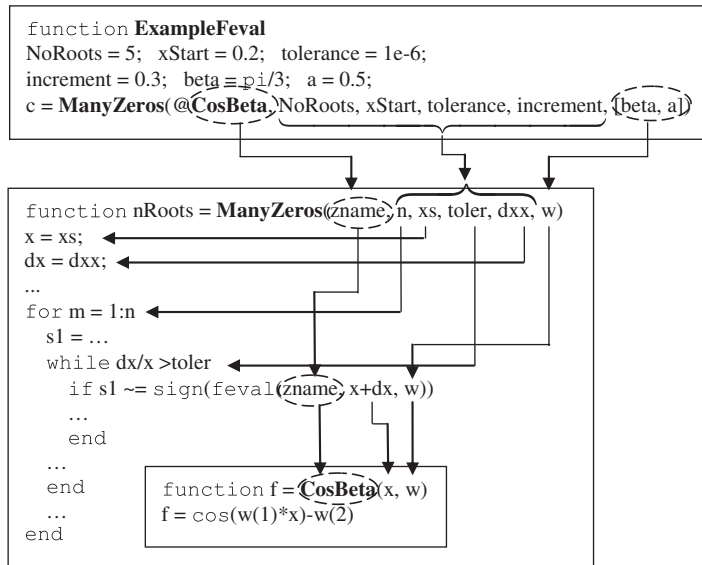 function ExampleFeval
NoRoots = 5; xStart = 0.2; tolerance = 1e-6;
increment = 0.3; beta = pi/3; a = 0.5;
c = ManyZeros(@CosBeta, NoRoots, xStart, tolerance, increment, [beta, a])
function nRoots = ManyZeros(zname, n, xs, toler, dxx, w)
x = xs;
dx = dxx;
...
for m = 1:n
s1 = …
while dx/x >toler
if s1 ~= sign(feval(zname, x+dx, w))
…
end
…
end
…
end
function f = CosBeta(x, w)
f = cos(w(1)*x)-w(2)